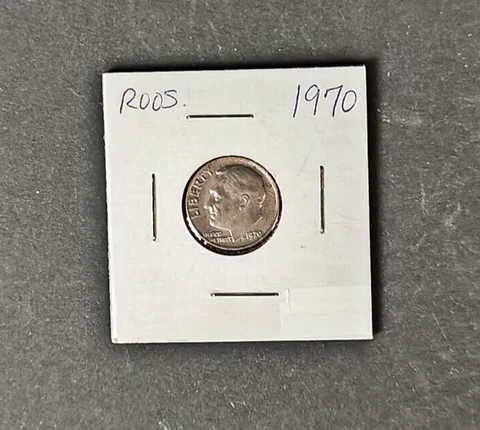 ROOS. 1970
LIBERTY
IN GOD
WE TRUST
1970